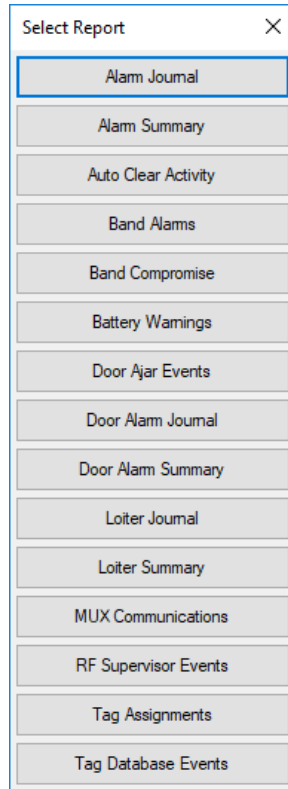 Select Report
Alarm Journal
Alarm Summary
Auto Clear Activity
Band Alarms
Band Compromise
Battery Warnings
Door Ajar Events
Door Alarm Journal
Door Alarm Summary
Loiter Journal
Loiter Summary
MUX Communications
RF Supervisor Events
Tag Assignments
Tag Database Events